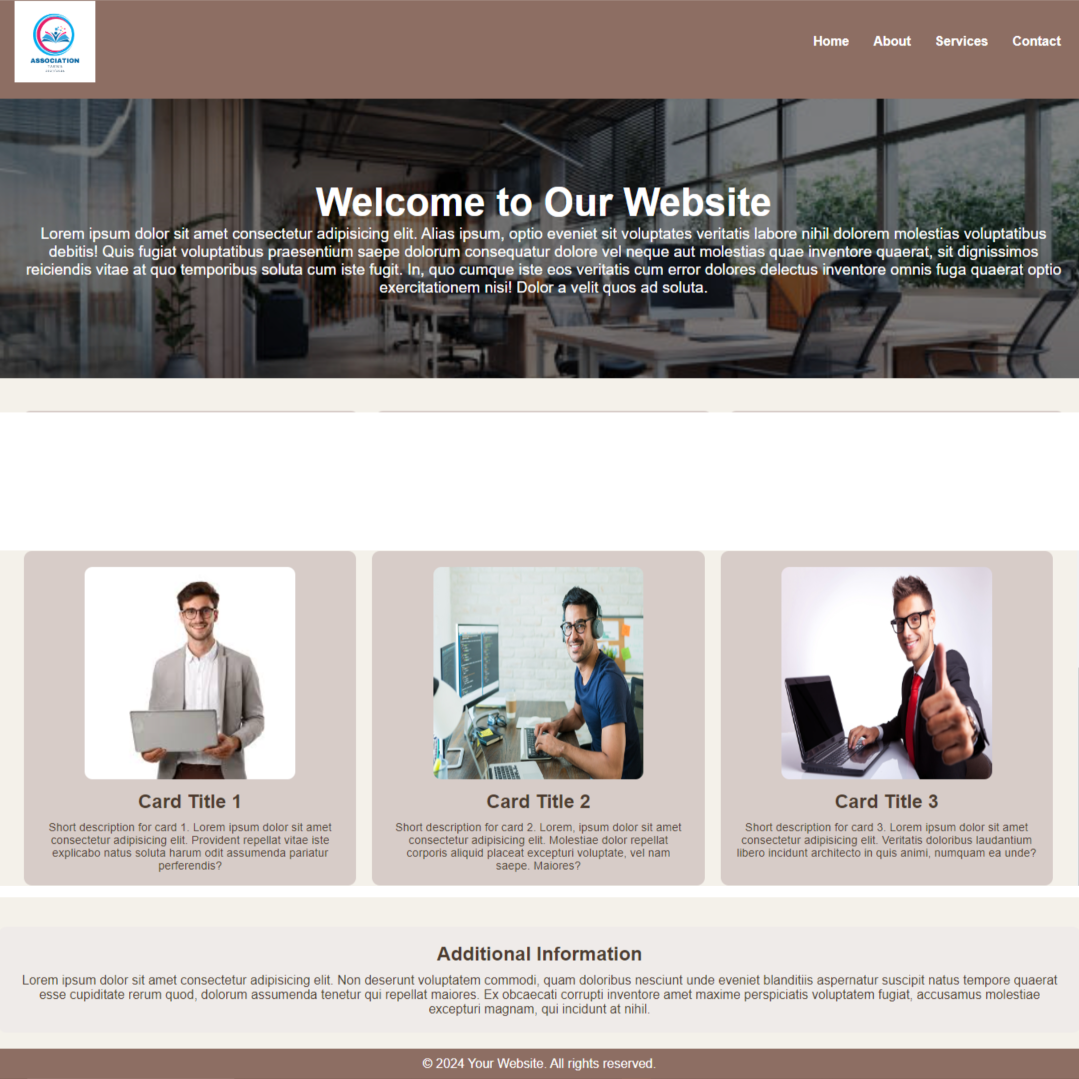 ASSOCIATION
Home About Services Contact
Welcome to Our Website
Lorem ipsum dolor sit amet consectetur adipisicing elit. Alias ipsum, optio eveniet sit voluptates veritatis labore nihil dolorem molestias voluptatibus
debitis! Quis fugiat voluptatibus praesentium saepe dolorum consequatur dolore vel neque aut molestias quae inventore quaerat, sit dignissimos
reiciendis vitae at quo temporibus soluta cum iste fugit. In, quo cumque iste eos veritatis cum error dolores delectus inventore omnis fuga quaerat optio
exercitationem nisi! Dolor a velit quos ad soluta.
Card Title 1
Short description for card 1. Lorem ipsum dolor sit amet
consectetur adipisicing elit. Provident repellat vitae iste
explicabo natus soluta harum odit assumenda pariatur
perferendis?
Card Title 2
Short description for card 2. Lorem, ipsum dolor sit amet
consectetur adipisicing elit. Molestiae dolor repellat
corporis aliquid placeat excepturi voluptate, vel nam
saepe. Maiores?
Card Title 3
Short description for card 3. Lorem ipsum dolor sit amet
consectetur adipisicing elit. Veritatis doloribus laudantium
libero incidunt architecto in quis animi, numquam ea unde?
Additional Information
Lorem ipsum dolor sit amet consectetur adipisicing elit. Non deserunt voluptatem commodi, quam doloribus nesciunt unde eveniet blanditiis aspernatur suscipit natus tempore quaerat
esse cupiditate rerum quod, dolorum assumenda tenetur qui repellat maiores. Ex obcaecati corrupti inventore amet maxime perspiciatis voluptatem fugiat, accusamus molestiae
excepturi magnam, qui incidunt at nihil.
© 2024 Your Website. All rights reserved.